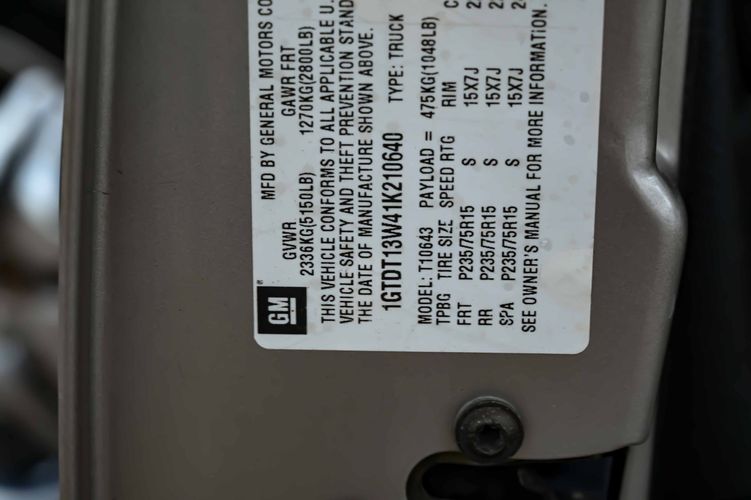 MFD BY GENERAL MOTORS CO
GVWR GAWR FRT
2336KG(5150LB) 1270KG(2800LB)
THIS VEHICLE CONFORMS TO ALL APPLICABLE U.
VEHICLE SAFETY AND THEFT PREVENTION STAND
THE DATE OF MANUFACTURE SHOWN ABOVE.
1GTDT13W41K210640 TYPE: TRUCK
MODEL: T10643 PAYLOAD = 475KG(1048LB)
TPBG TIRE SIZE SPEED RTG RIM C
FRT P235/75R15 S 15X7J 2
RR P235/75R15 S 15X7J 2
SPA P235/75R15 S 15X7J 2
SEE OWNER'S MANUAL FOR MORE INFORMATION.
GM